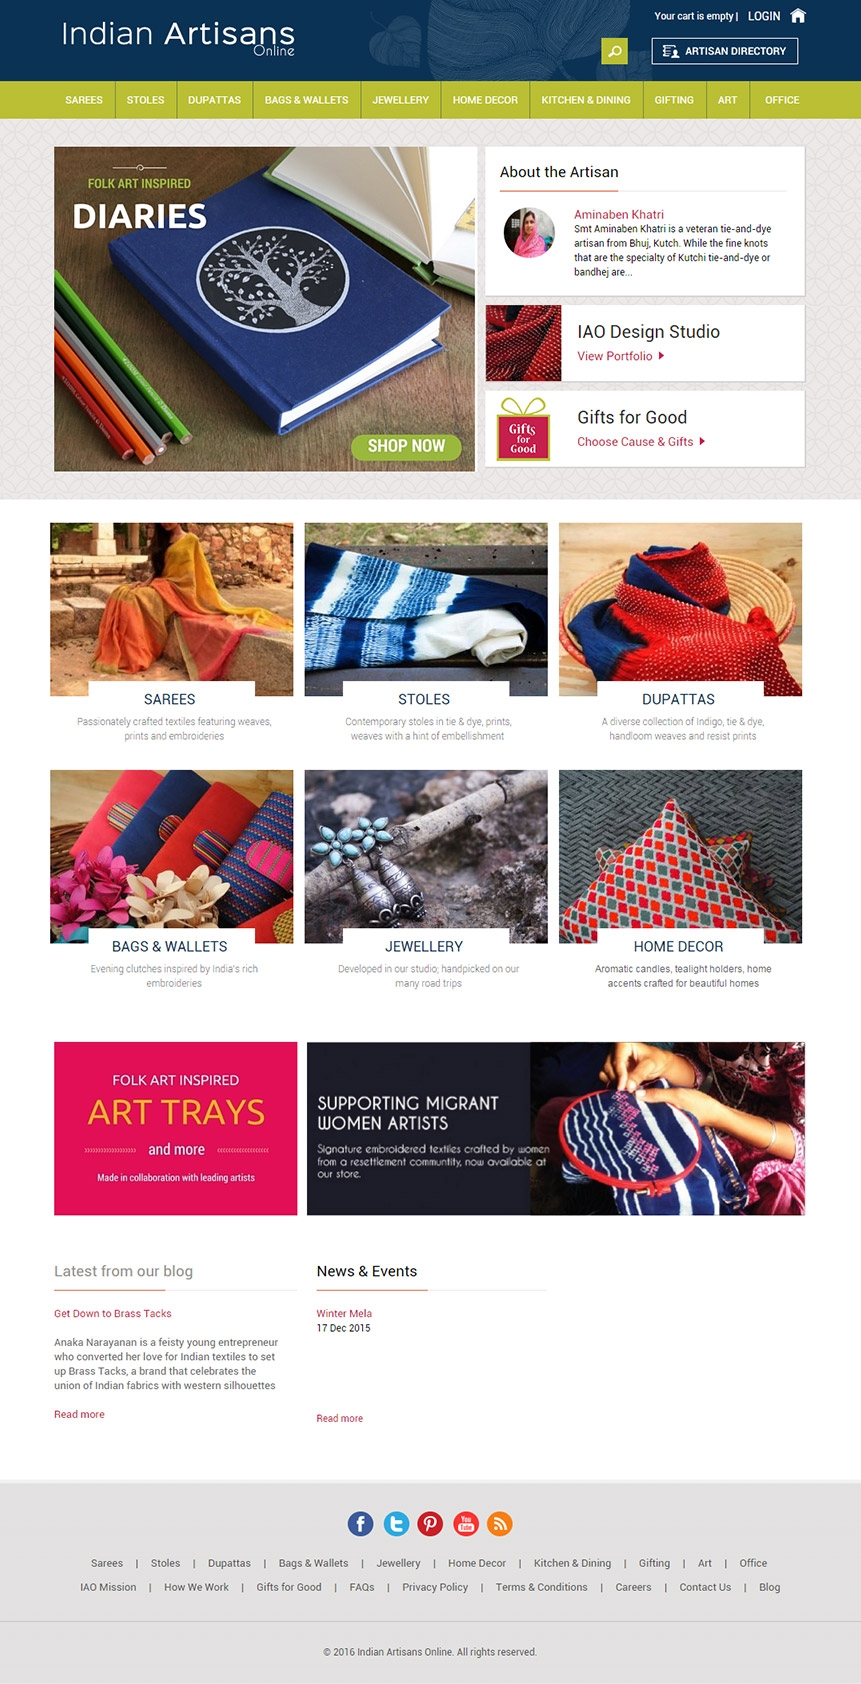 Indian Artisans
Online
Your cart is empty |
LOGIN
ARTISAN DIRECTORY
SAREES
STOLES
DUPATTAS
BAGS & WALLETS
JEWELLERY
HOME DECOR
KITCHEN & DINING
GIFTING
ART
OFFICE
FOLK ART INSPIRED
DIARIES
SHOP NOW
About the Artisan
Aminaben Khatri
Smt Aminaben Khatri is a veteran tie-and-dye
artisan from Bhuj, Kutch. While the fine knots
that are the specialty of Kutchi tie-and-dye or
bandhej are...
IAO Design Studio
View Portfolio
Gifts
for
Good
Gifts for Good
Choose Cause & Gifts
SAREES
Passionately crafted textiles featuring weaves,
prints and embroideries
STOLES
Contemporary stoles in tie & dye, prints,
weaves with a hint of embellishment
DUPATTAS
A diverse collection of Indigo, tie & dye,
handloom weaves and resist prints
BAGS & WALLETS
Evening clutches inspired by India's rich
embroideries
JEWELLERY
Developed in our studio; handpicked on our
many road trips
HOME DECOR
Aromatic candles, tealight holders, home
accents crafted for beautiful homes
FOLK ART INSPIRED
ART TRAYS
and more
Made in collaboration with leading artists
SUPPORTING MIGRANT
WOMEN ARTISTS
Signature embroidered textiles crafted by women
from a resettlement communtity, now available at
our store.
Latest from our blog
Get Down to Brass Tacks
Anaka Narayanan is a feisty young entrepreneur
who converted her love for Indian textiles to set
up Brass Tacks, a brand that celebrates the
union of Indian fabrics with western silhouettes
Read more
News & Events
Winter Mela
17 Dec 2015
Read more
You
Tube
Sarees | Stoles | Dupattas | Bags & Wallets | Jewellery | Home Decor | Kitchen & Dining | Gifting | Art | Office
IAO Mission | How We Work | Gifts for Good | FAQs | Privacy Policy | Terms & Conditions | Careers | Contact Us | Blog
© 2016 Indian Artisans Online. All rights reserved.